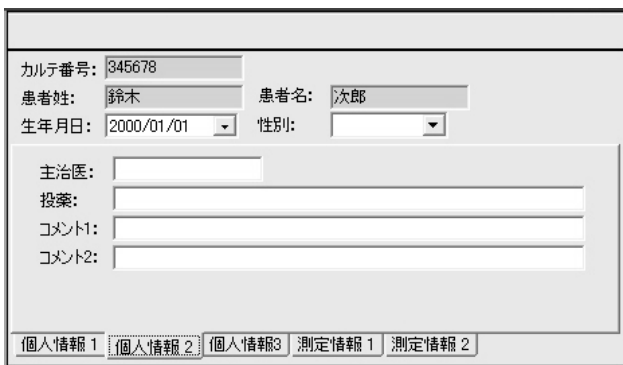 カルテ番号: 345678
患者姓: 鈴木 患者名: 次郎
生年月日: 2000/01/01 性別:
主治医:
投薬:
コメント1:
コメント2:
個人情報 1 個人情報 2 個人情報3 測定情報 1 測定情報 2